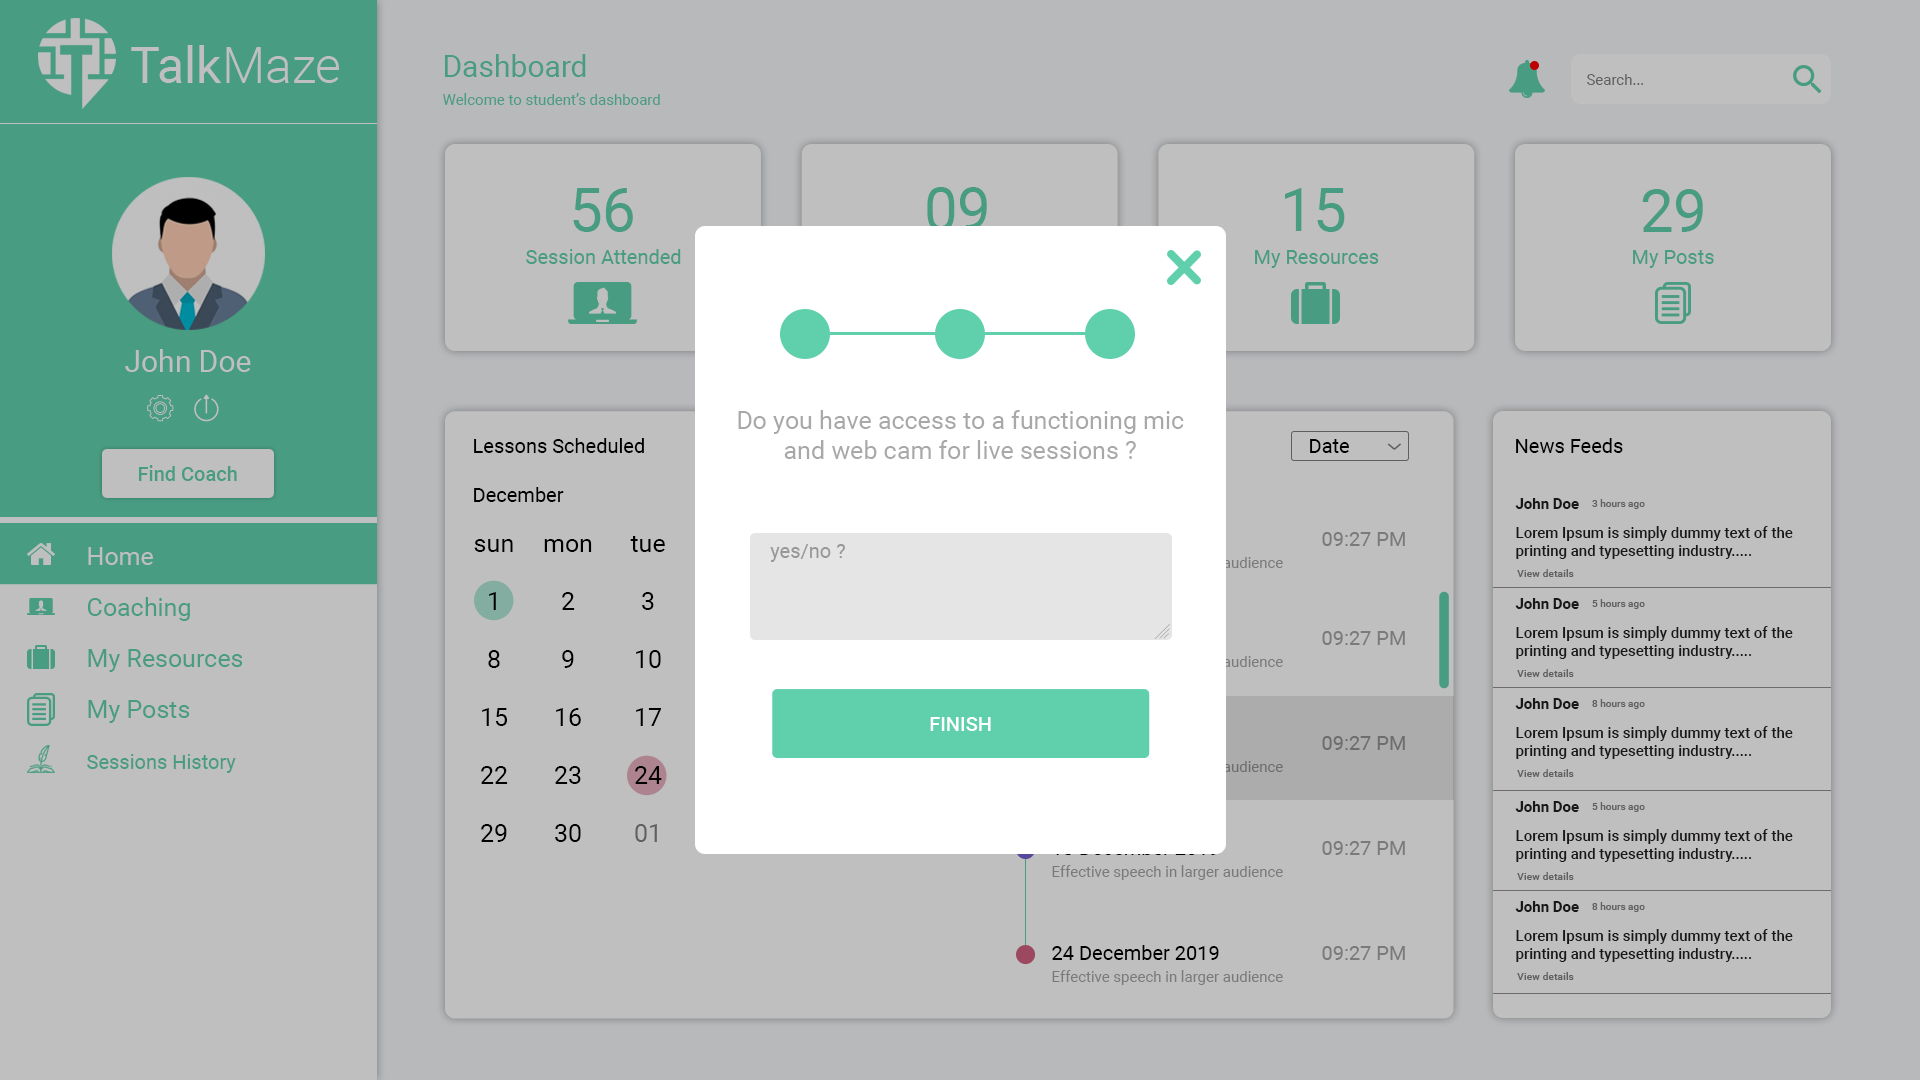 TalkMaze
John Doe
Find Coach
Home
Coaching
My Resources
My Posts
Sessions History
Dashboard
Welcome to student's dashboard
Search...
56
Session Attended
09
15
My Resources
29
My Posts
Do you have access to a functioning mic
and web cam for live sessions ?
yes/no ?
FINISH
Lessons Scheduled
December
sun mon tue
1 2 3
8 9 10
15 16 17
22 23 24
29 30 01
Date
09:27 PM
audience
09:27 PM
audience
09:27 PM
audience
December 2019
09:27 PM
Effective speech in larger audience
24 December 2019
09:27 PM
Effective speech in larger audience
News Feeds
John Doe 3 hours ago
Lorem Ipsum is simply dummy text of the
printing and typesetting industry.....
View details
John Doe 5 hours ago
Lorem Ipsum is simply dummy text of the
printing and typesetting industry.....
View details
John Doe 8 hours ago
Lorem Ipsum is simply dummy text of the
printing and typesetting industry.....
View details
John Doe 5 hours ago
Lorem Ipsum is simply dummy text of the
printing and typesetting industry.....
View details
John Doe 8 hours ago
Lorem Ipsum is simply dummy text of the
printing and typesetting industry.....
View details